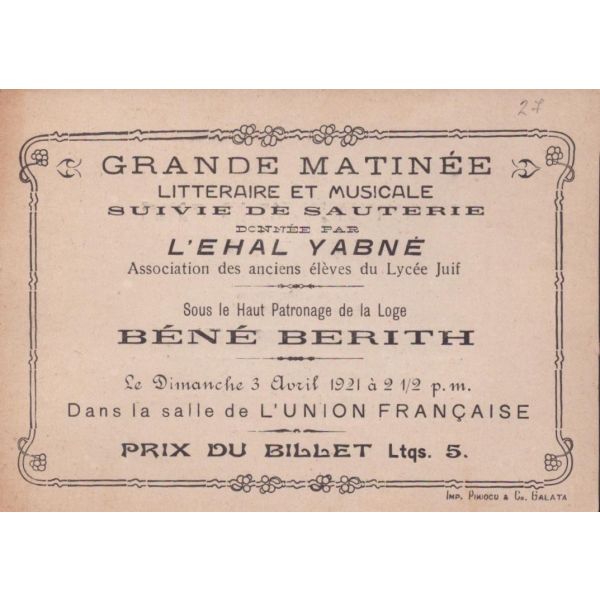 27
GRANDE MATINÉE
LITTERAIRE ET MUSICALE
SUIVIE DE SAUTERIE
DONNÉE PAR
L'EHAL YABNÉ
Association des anciens élèves du Lycée Juif
Sous le Haut Patronage de la Loge
BÉNÉ BERITH
Le Dimanche 3 Avril 1921 à 2 1/2 p.m.
Dans la salle de L'UNION FRANÇAISE
PRIX DU BILLET Ltqs. 5.
IMP. & GALATA